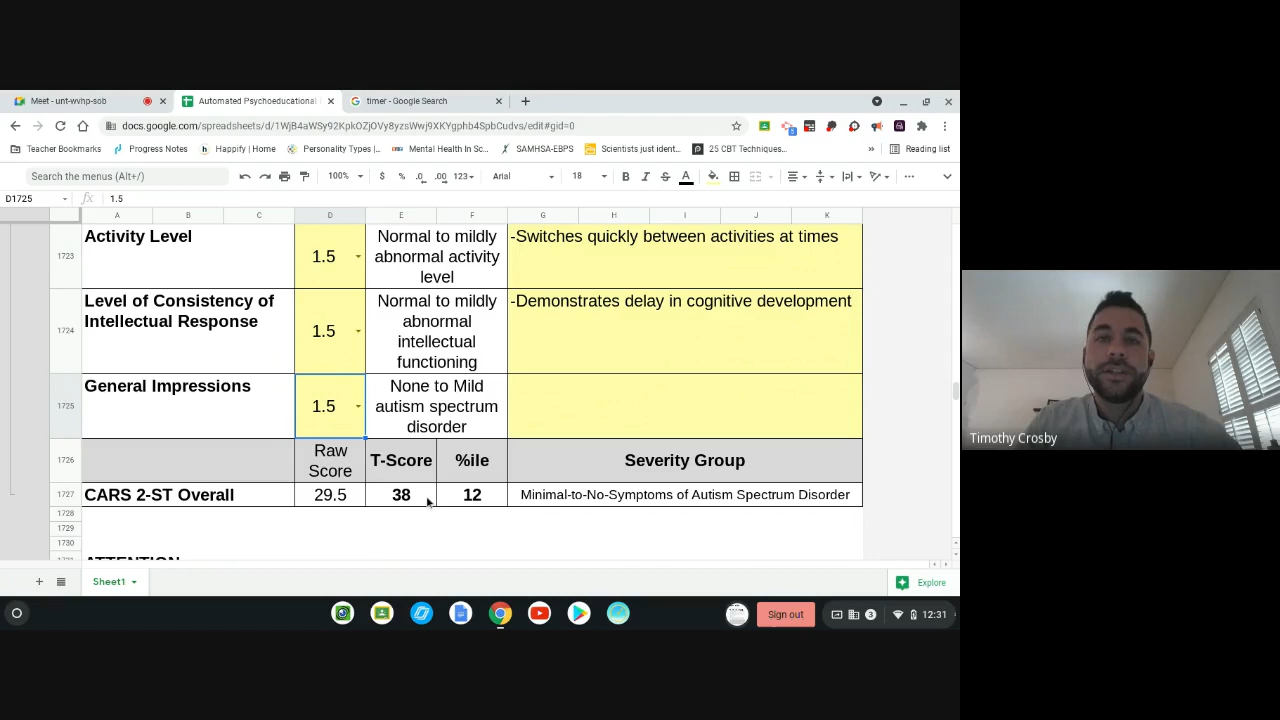 Meet - unt-wvhp-sob
Automated Psychoeducational
timer - Google Search
docs.google.com/spreadsheets/d/1WjB4aWSy92KpkOZjOVy8yzsWwj9XKYgphb4SpbCudvs/edit#gid=0
Teacher Bookmarks
Progress Notes
Happify | Home
Personality Types |...
Mental Health In Sc...
SAMHSA-EBPS
Scientists just ident...
25 CBT Techniques...
»
Reading list
Search the menus (Alt+/)
100%
$
%
.0
.00
123
Arial
18
B
I
S
A
D1725
fx
1.5
A
B
C
D
E
F
G
H
I
J
K
1723
Activity Level
1.5
Normal to mildly
abnormal activity
level
-Switches quickly between activities at times
1724
Level of Consistency of
Intellectual Response
1.5
Normal to mildly
abnormal
intellectual
functioning
-Demonstrates delay in cognitive development
1725
General Impressions
1.5
None to Mild
autism spectrum
disorder
1726
Raw
Score
T-Score
%ile
Severity Group
1727
CARS 2-ST Overall
29.5
38
12
Minimal-to-No-Symptoms of Autism Spectrum Disorder
1728
1729
1730
ATTENTION
Sheet1
Explore
Sign out
3
12:31
Timothy Crosby